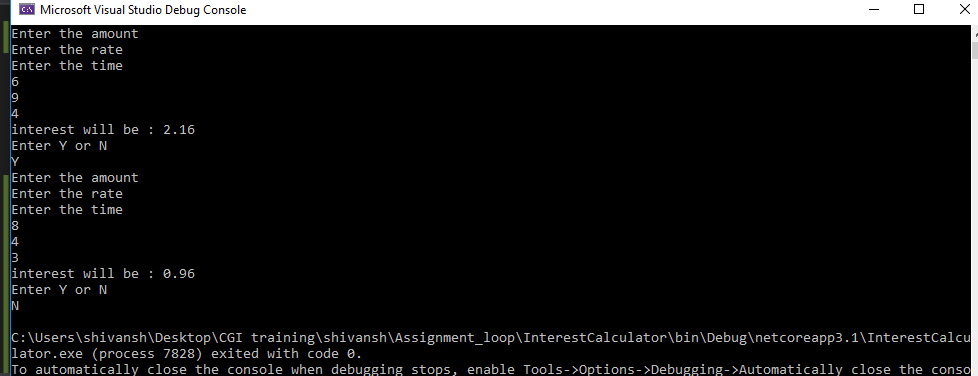 Microsoft Visual Studio Debug Console
Enter the amount
Enter the rate
Enter the time
6
9
4
interest will be : 2.16
Enter Y or N
Y
Enter the amount
Enter the rate
Enter the time
8
4
3
interest will be : 0.96
Enter Y or N
N
C:\Users\shivansh\Desktop\CGI training\shivansh\Assignment_loop\InterestCalculator\bin\Debug\netcoreapp3.1\InterestCalcu
lator.exe (process 7828) exited with code 0.
To automatically close the console when debugging stops, enable Tools->Options->Debugging->Automatically close the conso